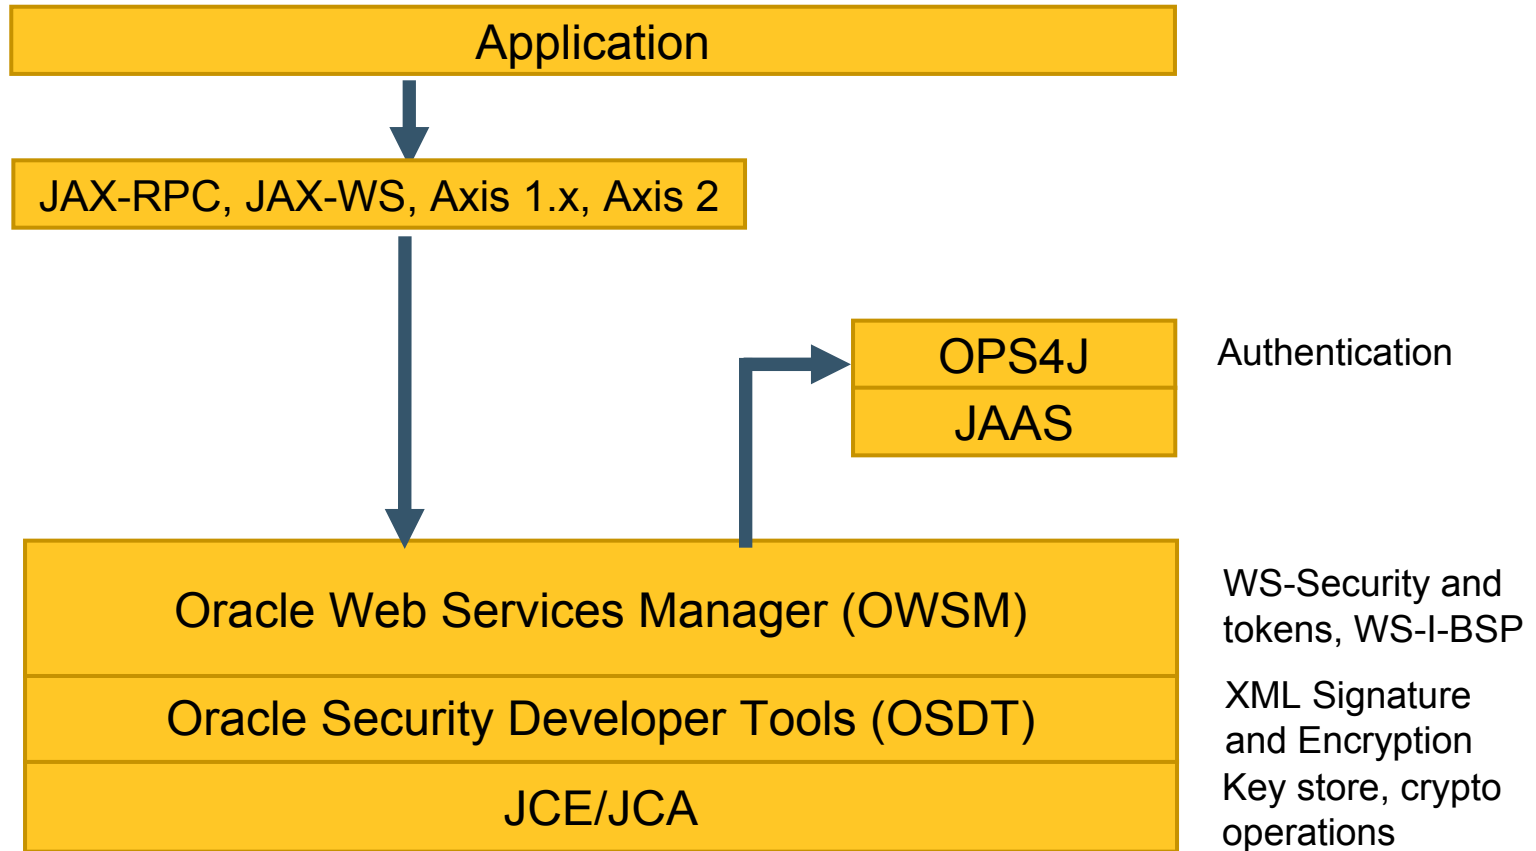 Application
JAX-RPC, JAX-WS, Axis 1.x, Axis 2
OPS4J
Authentication
JAAS
Oracle Web Services Manager (OWSM)
WS-Security and
tokens, WS-I-BSP
Oracle Security Developer Tools (OSDT)
XML Signature
and Encryption
JCE/JCA
Key store, crypto
operations